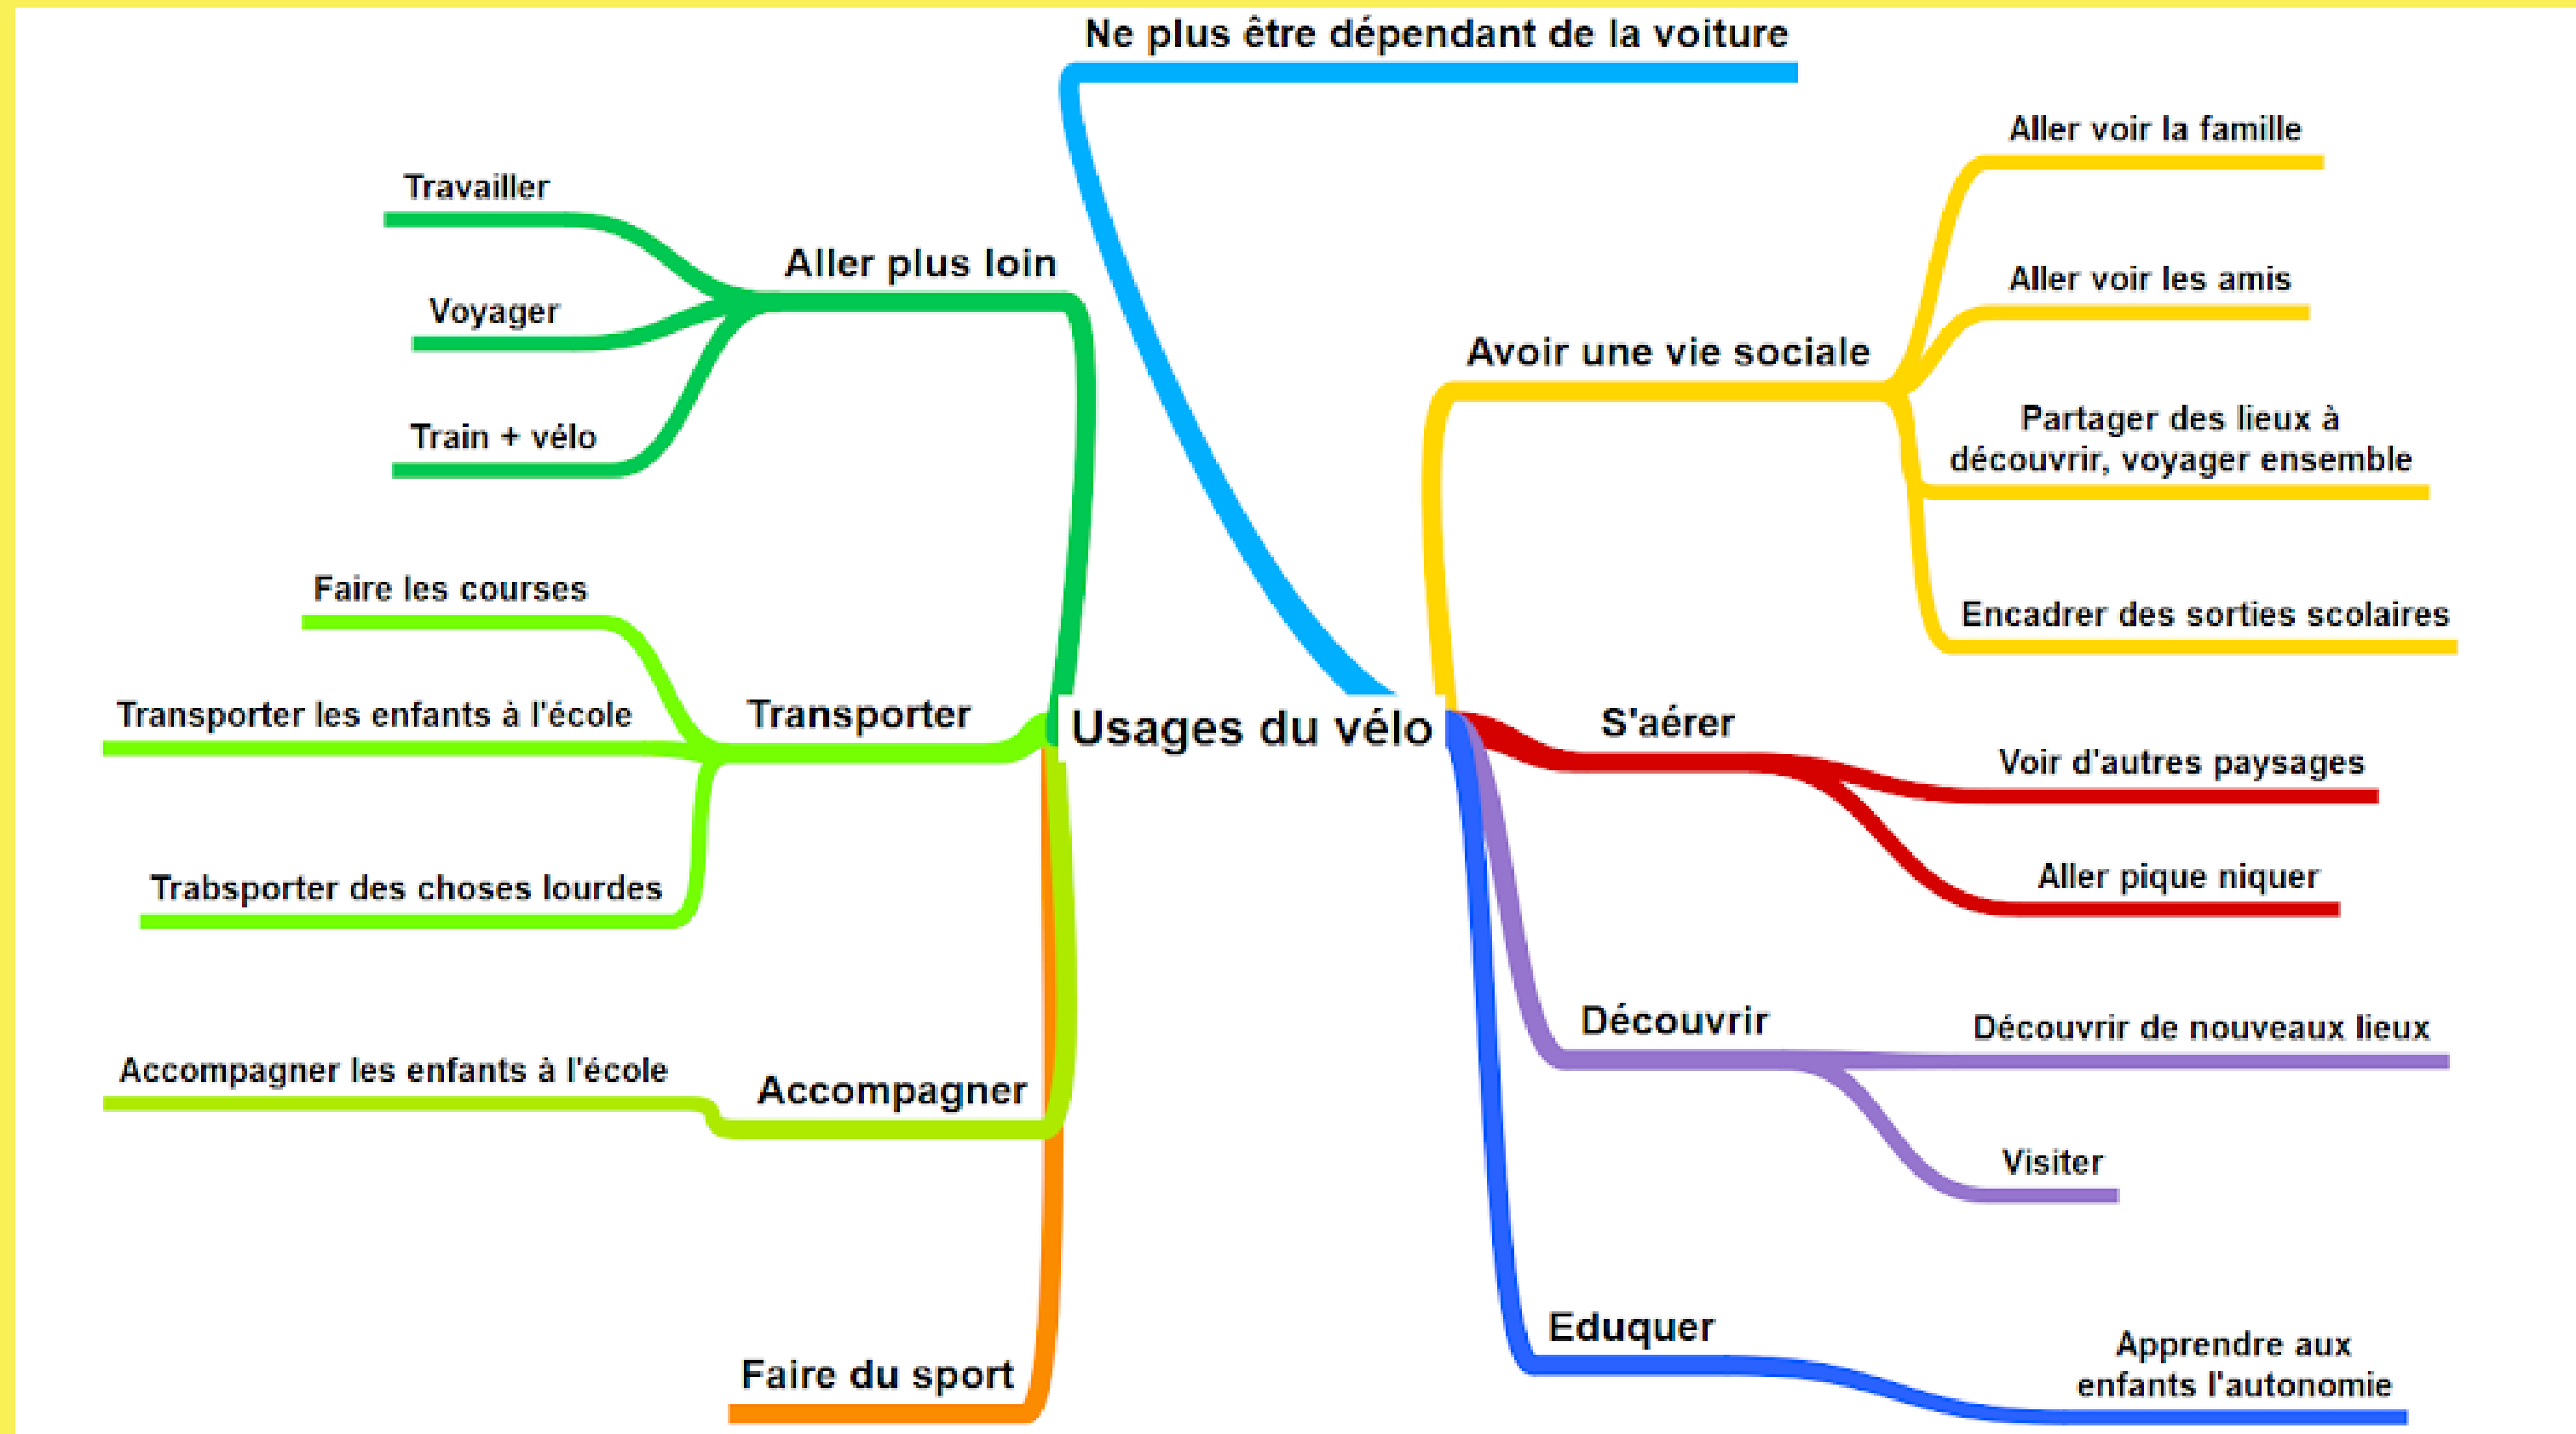 Ne plus être dépendant de la voiture
Travailler
Aller plus loin
Voyager
Train + vélo
Faire les courses
Transporter les enfants à l'école
Transporter
Trabsporter des choses lourdes
Accompagner les enfants à l'école
Accompagner
Faire du sport
Usages du vélo
Aller voir la famille
Aller voir les amis
Avoir une vie sociale
Partager des lieux à
découvrir, voyager ensemble
Encadrer des sorties scolaires
S'aérer
Voir d'autres paysages
Aller pique niquer
Découvrir
Découvrir de nouveaux lieux
Visiter
Eduquer
Apprendre aux
enfants l'autonomie